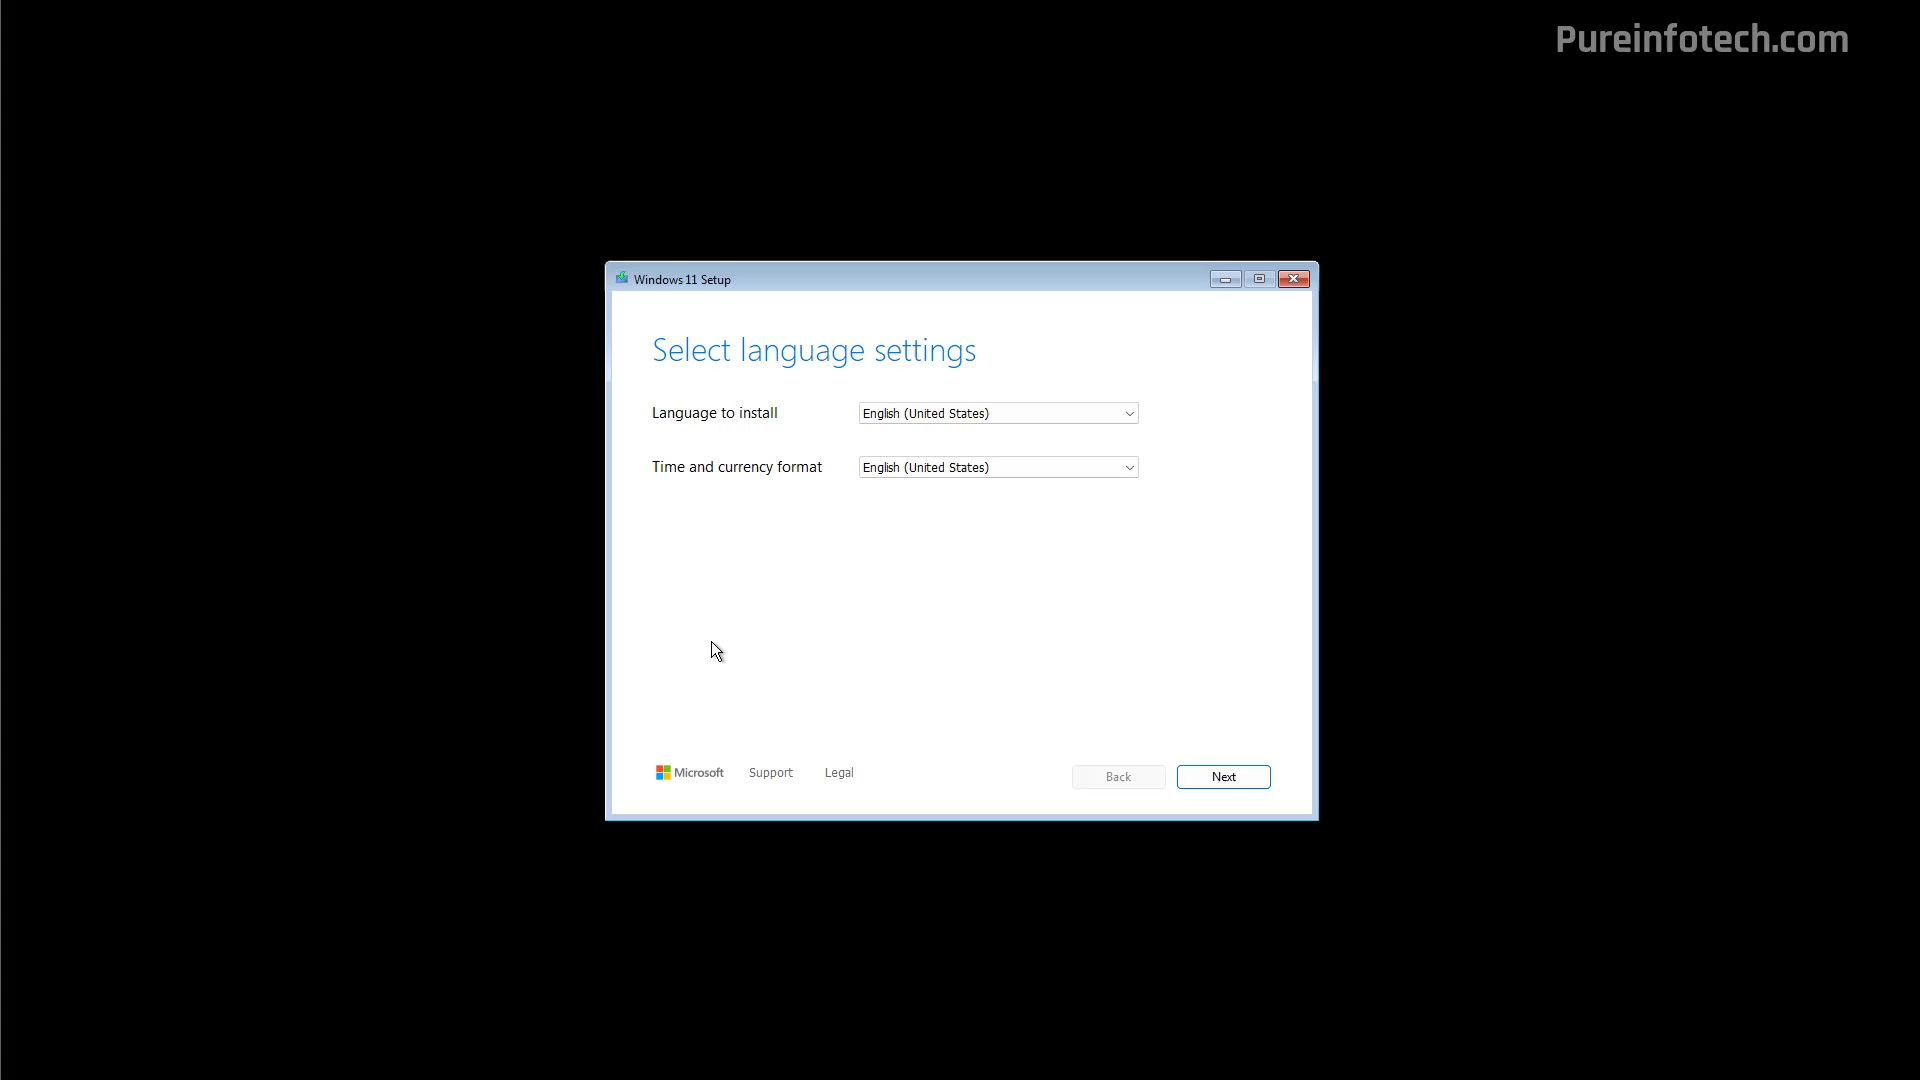 Pureinfotech.com
Windows 11 Setup
Select language settings
Language to install English (United States)
Time and currency format English (United States)
Microsoft Support Legal Back Next